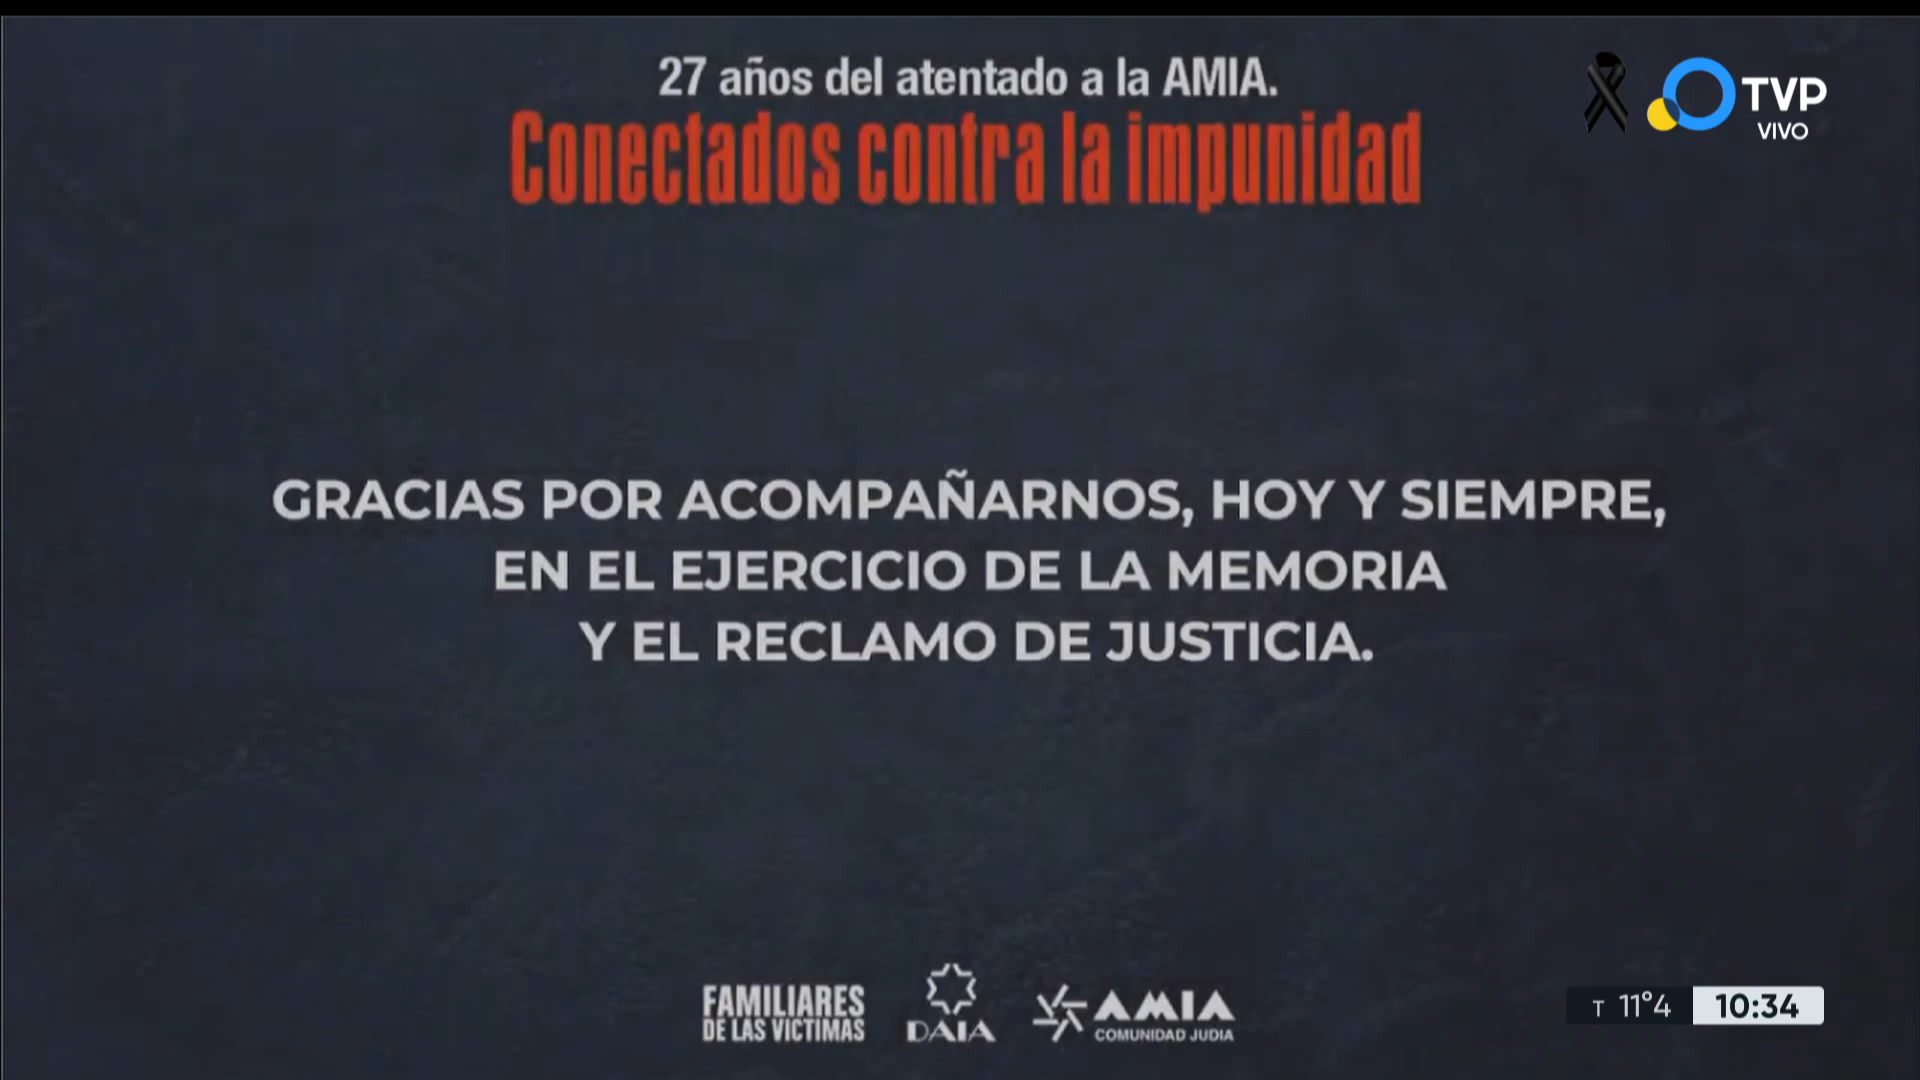 27 años del atentado a la AMIA.
Conectados contra la impunidad
TVP
VIVO
GRACIAS POR ACOMPAÑARNOS, HOY Y SIEMPRE,
EN EL EJERCICIO DE LA MEMORIA
Y EL RECLAMO DE JUSTICIA.
FAMILIARES
DE LAS VICTIMAS
DAIA
AMIA
COMUNIDAD JUDIA
T 11°4 10:34